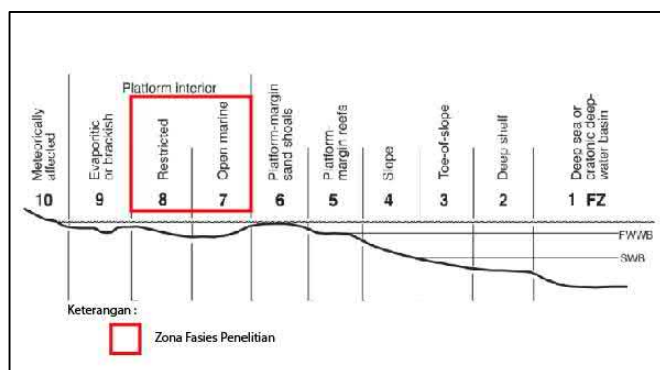 Platform interior
Meteorically
affected
Evaporitic
or brackish
Restricted
Open marine
Platform-margin
sand shoals
Platform-
margin reefs
Slope
Toe-of-slope
Deep shelf
Deep sea or
cratonic deep-
water basin
10 9 8 7 6 5 4 3 2 1 FZ
FWWB
SWB
Keterangan :
Zona Fasies Penelitian